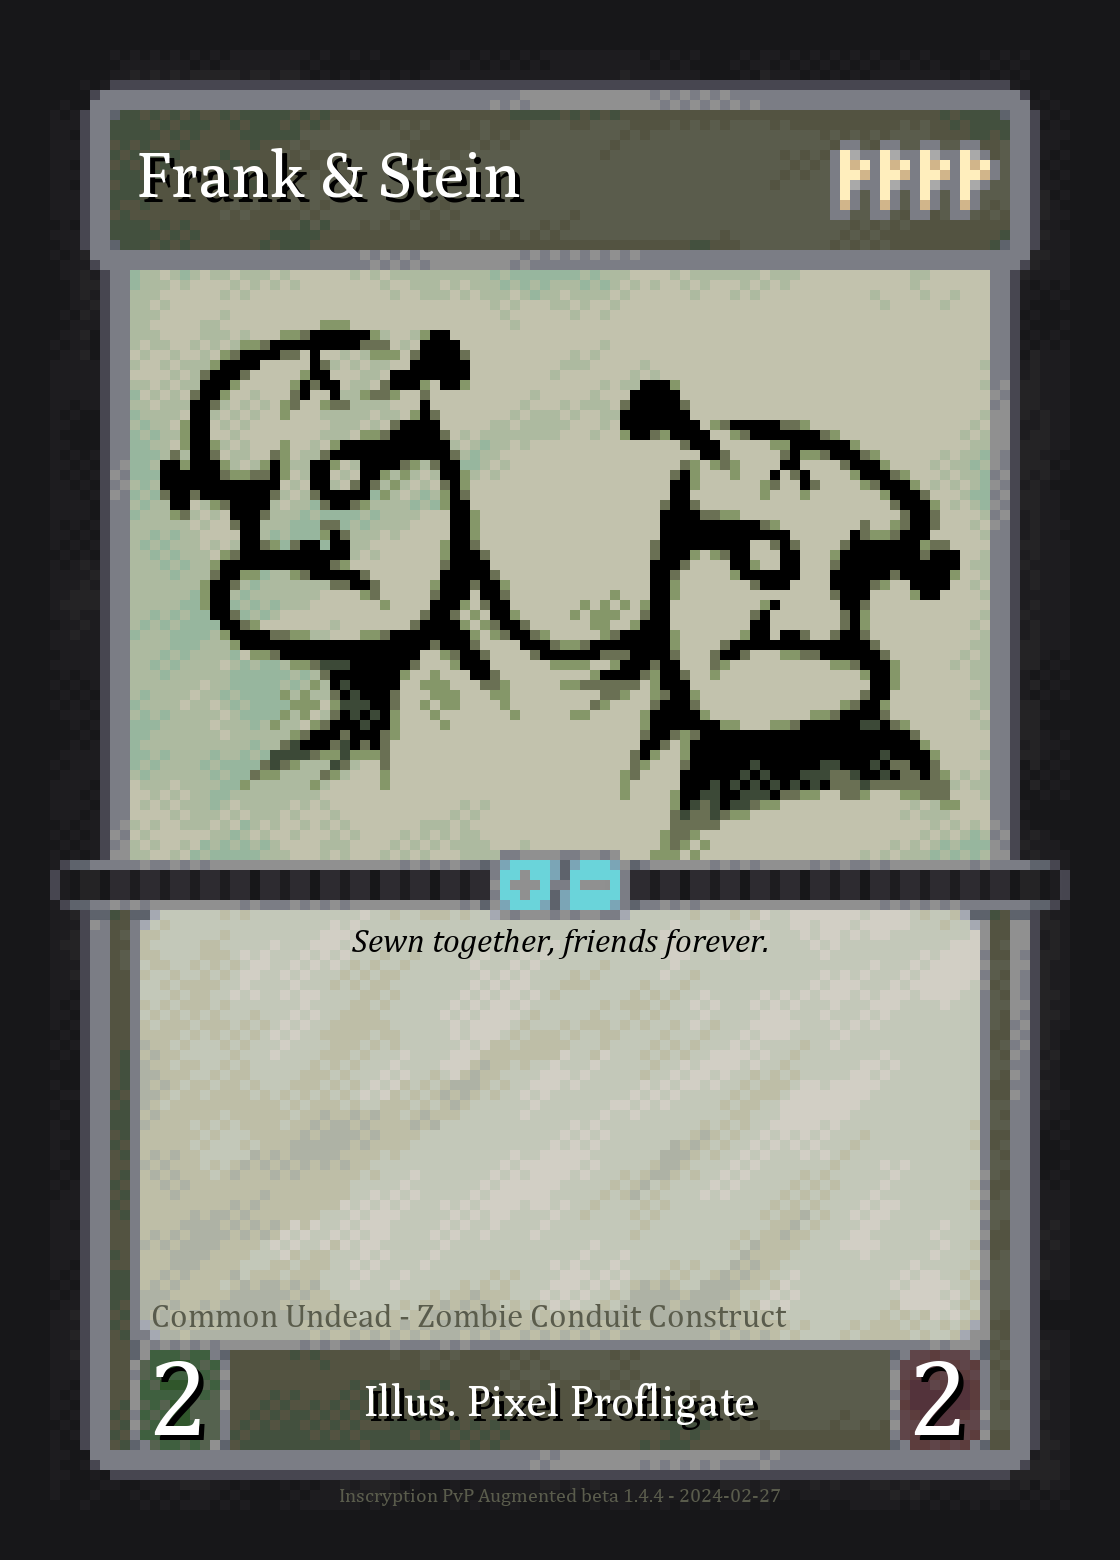 Frank & Stein
Sewn together, friends forever.
Common Undead - Zombie Conduit Construct
2
Illus. Pixel Profligate
2
Inscryption PvP Augmented beta 1.4.4 - 2024-02-27